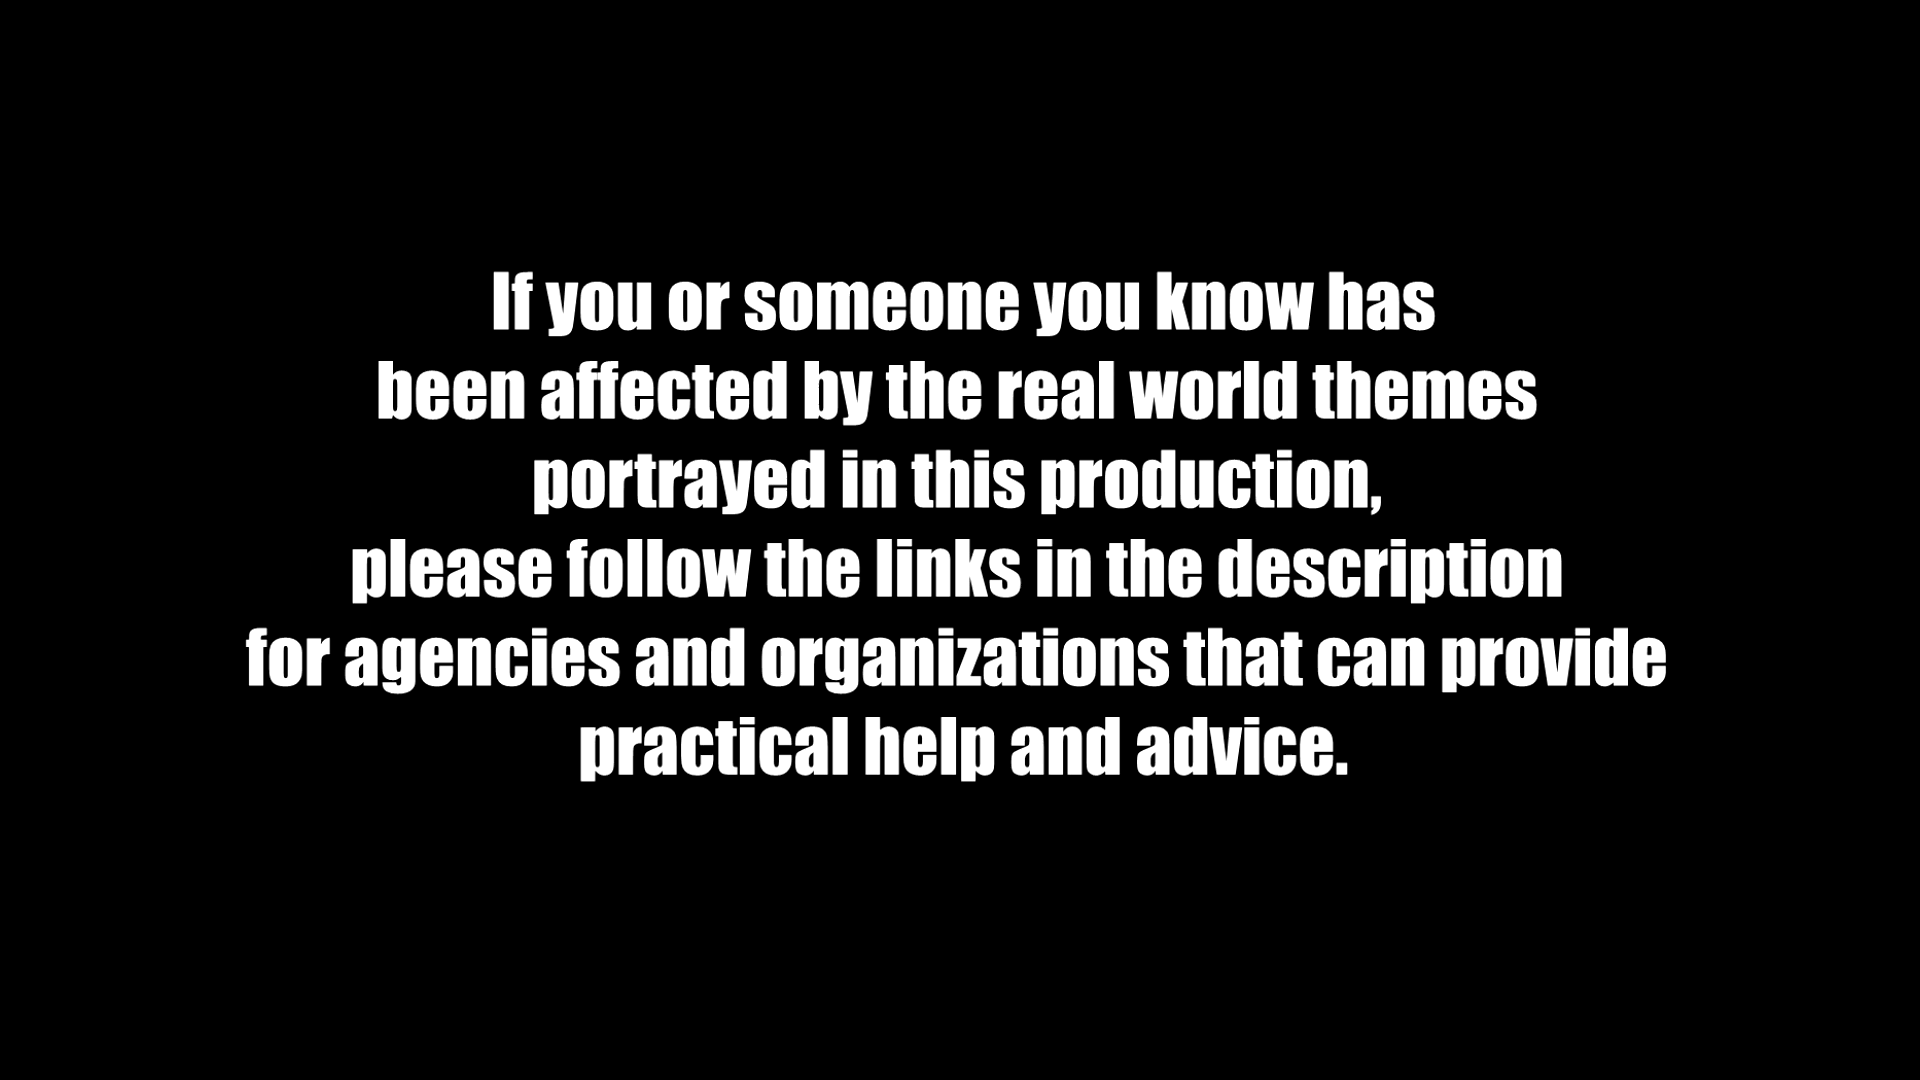 If you or someone you know has
been affected by the real world themes
portrayed in this production,
please follow the links in the description
for agencies and organizations that can provide
practical help and advice.